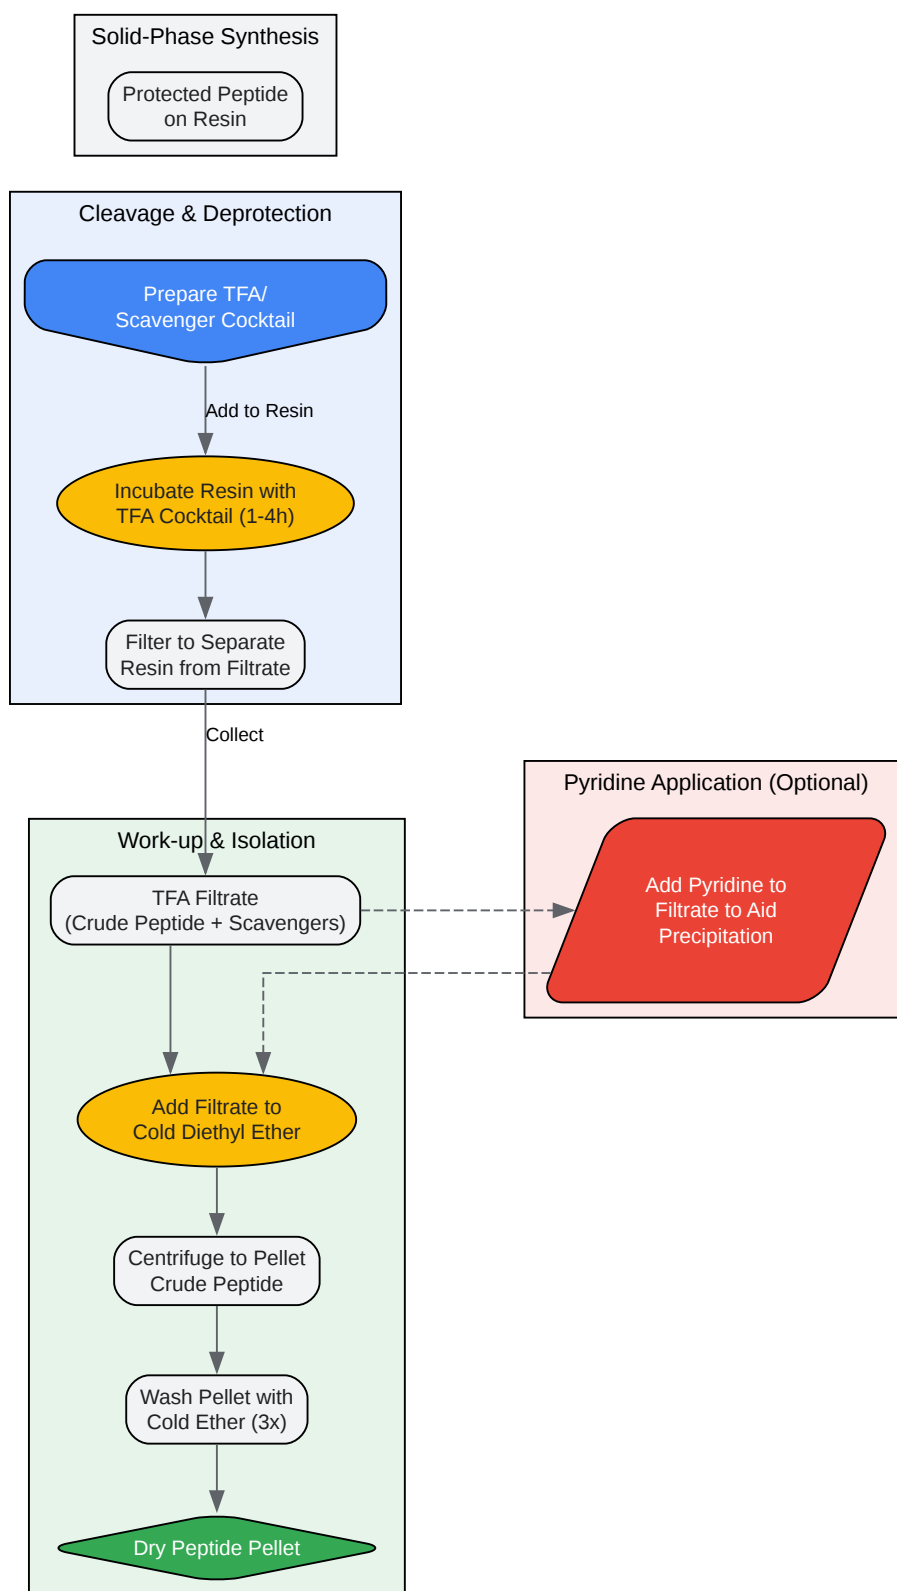 Solid-Phase Synthesis
Protected Peptide
on Resin
Cleavage & Deprotection
Prepare TFA/
Scavenger Cocktail
Add to Resin
Incubate Resin with
TFA Cocktail (1-4h)
Filter to Separate
Resin from Filtrate
Collect
Pyridine Application (Optional)
Add Pyridine to
Filtrate to Aid
Precipitation
Work-up & Isolation
TFA Filtrate
(Crude Peptide + Scavengers)
Add Filtrate to
Cold Diethyl Ether
Centrifuge to Pellet
Crude Peptide
Wash Pellet with
Cold Ether (3x)
Dry Peptide Pellet